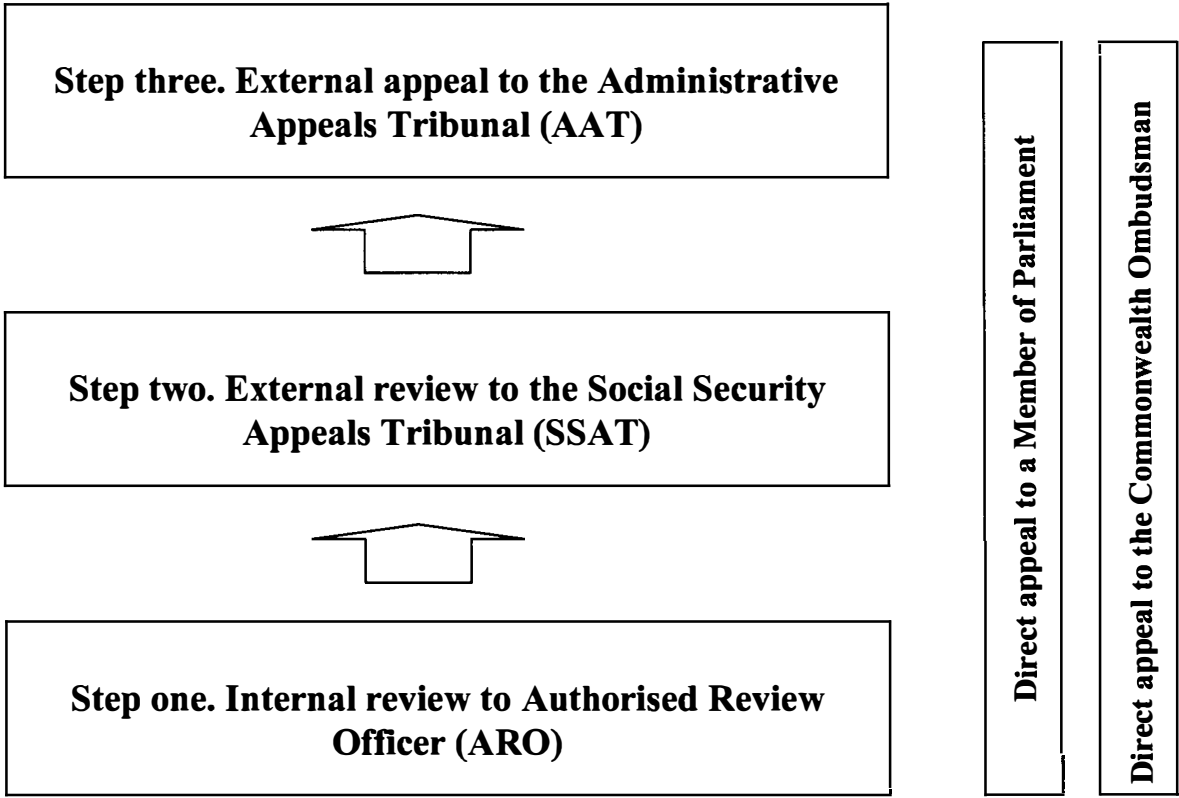 Step three. External appeal to the Administrative
Appeals Tribunal (AAT)
Step two. External review to the Social Security
Appeals Tribunal (SSAT)
Step one. Internal review to Authorised Review
Officer (ARO)
Direct appeal to a Member of Parliament
Direct appeal to the Commonwealth Ombudsman